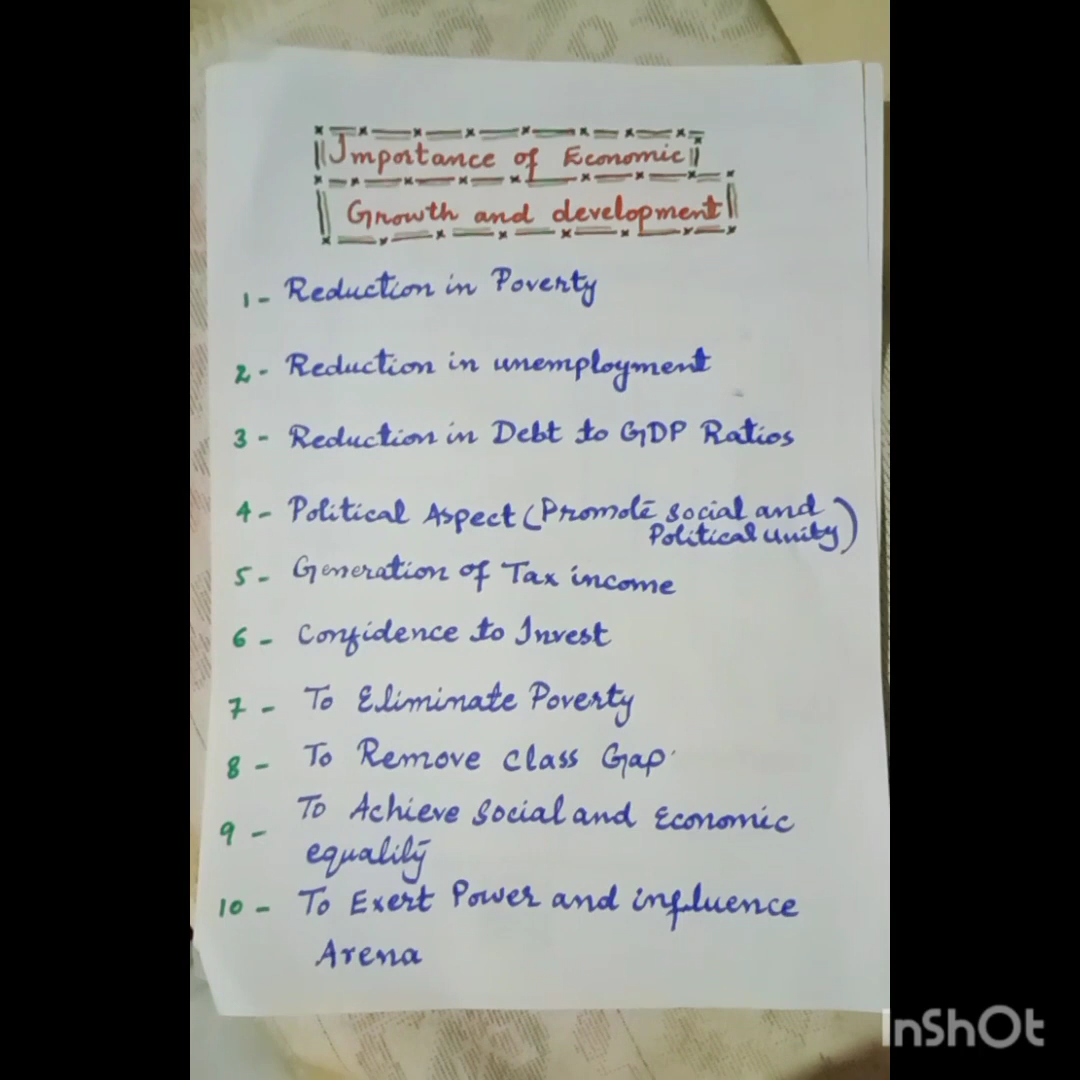 Importance of Economic
Growth and development
1- Reduction in Poverty
2- Reduction in unemployment
3- Reduction in Debt to GDP Ratios
4- Political Aspect (Promote social and
Political Unity)
5- Generation of Tax income
6- Confidence to Invest
7- To Eliminate Poverty
8- To Remove Class Gap
9- To Achieve Social and Economic
equality
10- To Exert Power and influence
Arena
InShOt